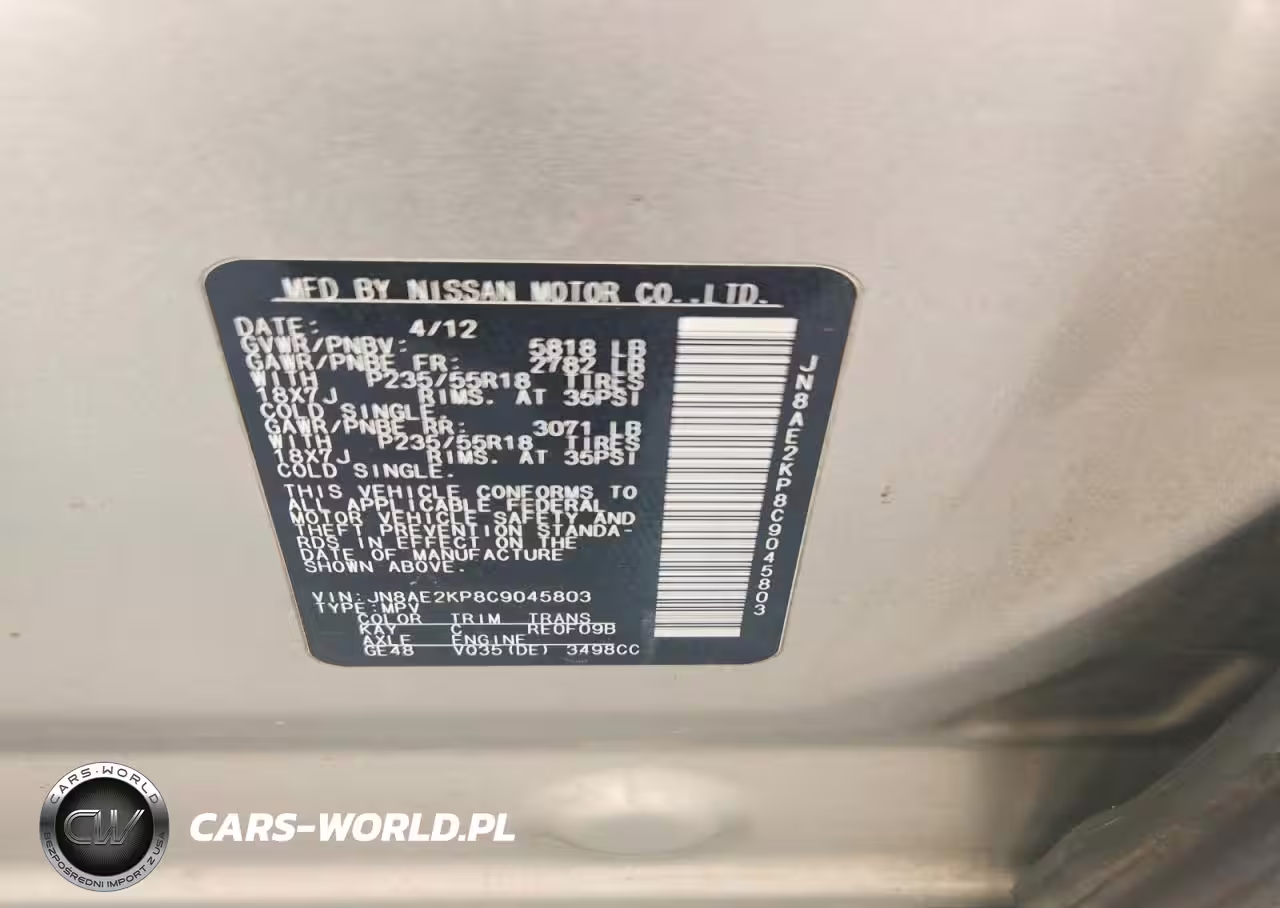 MFD BY NISSAN MOTOR CO.,LTD.
DATE: 4/12
GVWR/PNBV: 5818 LB
GAWR/PNBE FR: 2782 LB
WITH P235/55R18 TIRES
18X7J RIMS. AT 35PSI
COLD SINGLE.
GAWR/PNBE RR: 3071 LB
WITH P235/55R18 TIRES
18X7J RIMS. AT 35PSI
COLD SINGLE.
THIS VEHICLE CONFORMS TO
ALL APPLICABLE FEDERAL
MOTOR VEHICLE SAFETY AND
THEFT PREVENTION STANDA-
RDS IN EFFECT ON THE
DATE OF MANUFACTURE
SHOWN ABOVE.
VIN:JN8AE2KP8C9045803
TYPE:MPV
COLOR TRIM TRANS
KAY C RE0F09B
AXLE ENGINE
GE48 VQ35(DE) 3498CC
JN8AE2KP8C9045803
CARS-WORLD
CW
BEZPOŚREDNI IMPORT Z USA
CARS-WORLD.PL